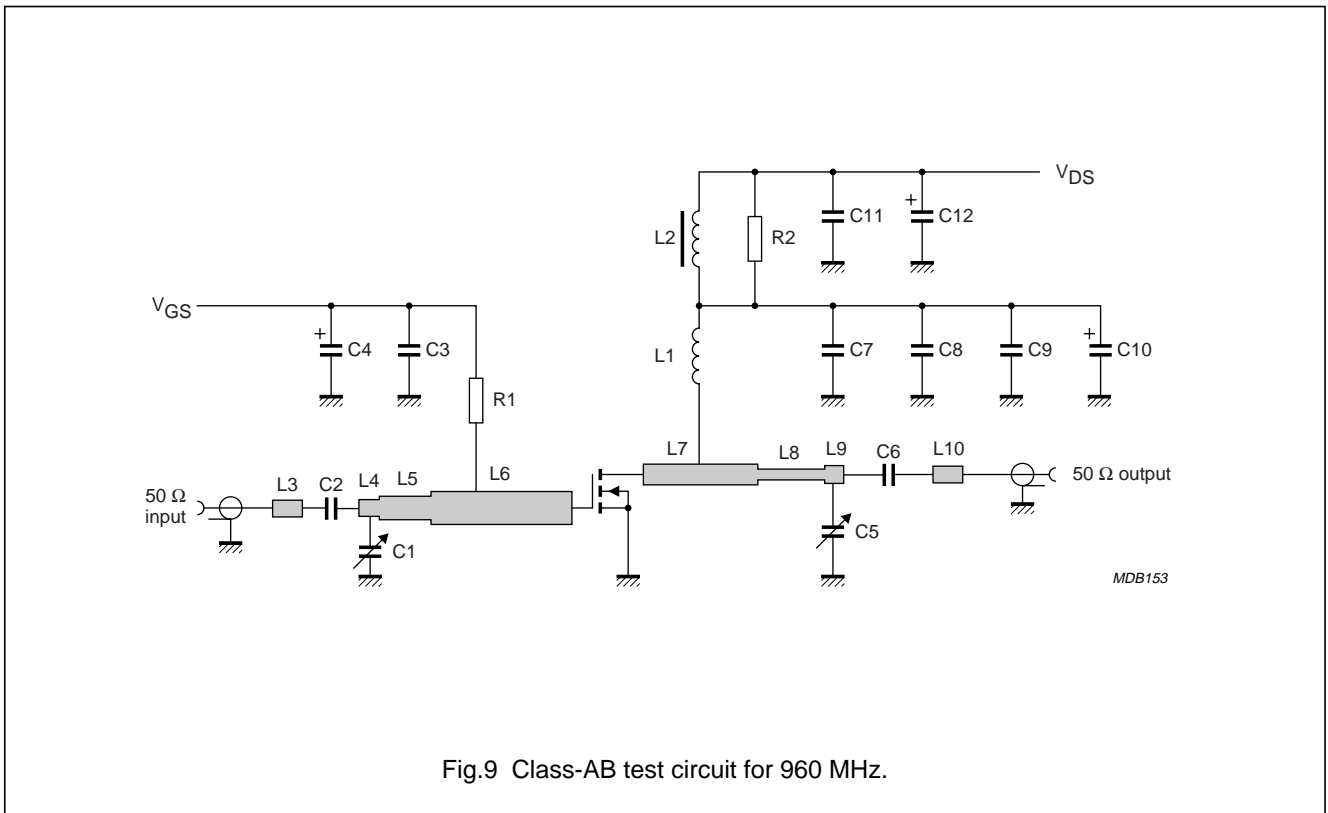 VDS
C11
C12
+
L2
R2
VGS
+
C4
C3
L1
C7
C8
C9
+
C10
R1
L7
L8
L9
C6
L10
50 Ω output
50 Ω
input
L3
C2
L4
L5
L6
C1
C5
MDB153
Fig.9 Class-AB test circuit for 960 MHz.